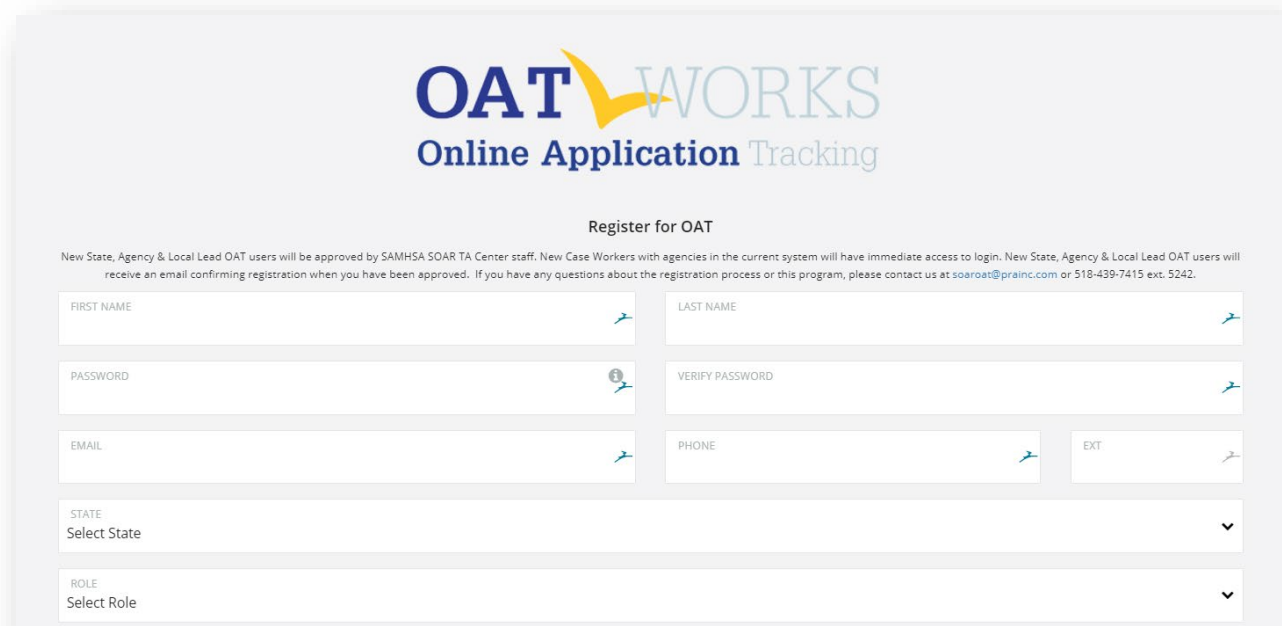 OAT WORKS
Online Application Tracking
Register for OAT
New State, Agency & Local Lead OAT users will be approved by SAMHSA SOAR TA Center staff. New Case Workers with agencies in the current system will have immediate access to login. New State, Agency & Local Lead OAT users will
receive an email confirming registration when you have been approved. If you have any questions about the registration process or this program, please contact us at soaroat@prainc.com or 518-439-7415 ext. 5242.
FIRST NAME
LAST NAME
PASSWORD
VERIFY PASSWORD
EMAIL
PHONE
EXT
STATE
Select State
ROLE
Select Role